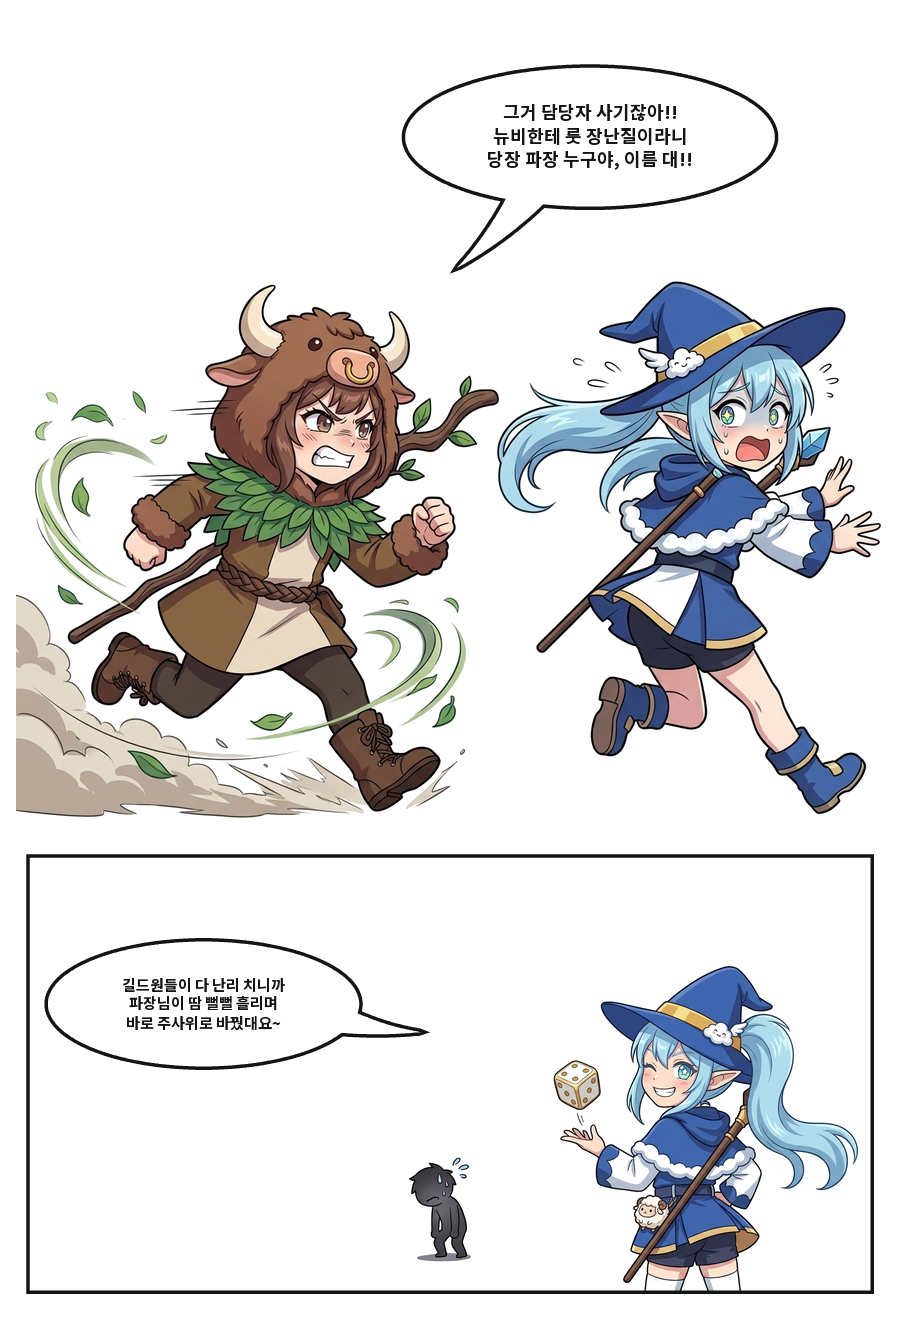 그거 담당자 사기잖아!!
뉴비한테 룻 장난질이라니
당장 파장 누구야, 이름 대!!
길드원들이 다 난리 치니까
파장님이 땀 뻘뻘 흘리며
바로 주사위로 바꿨대요~